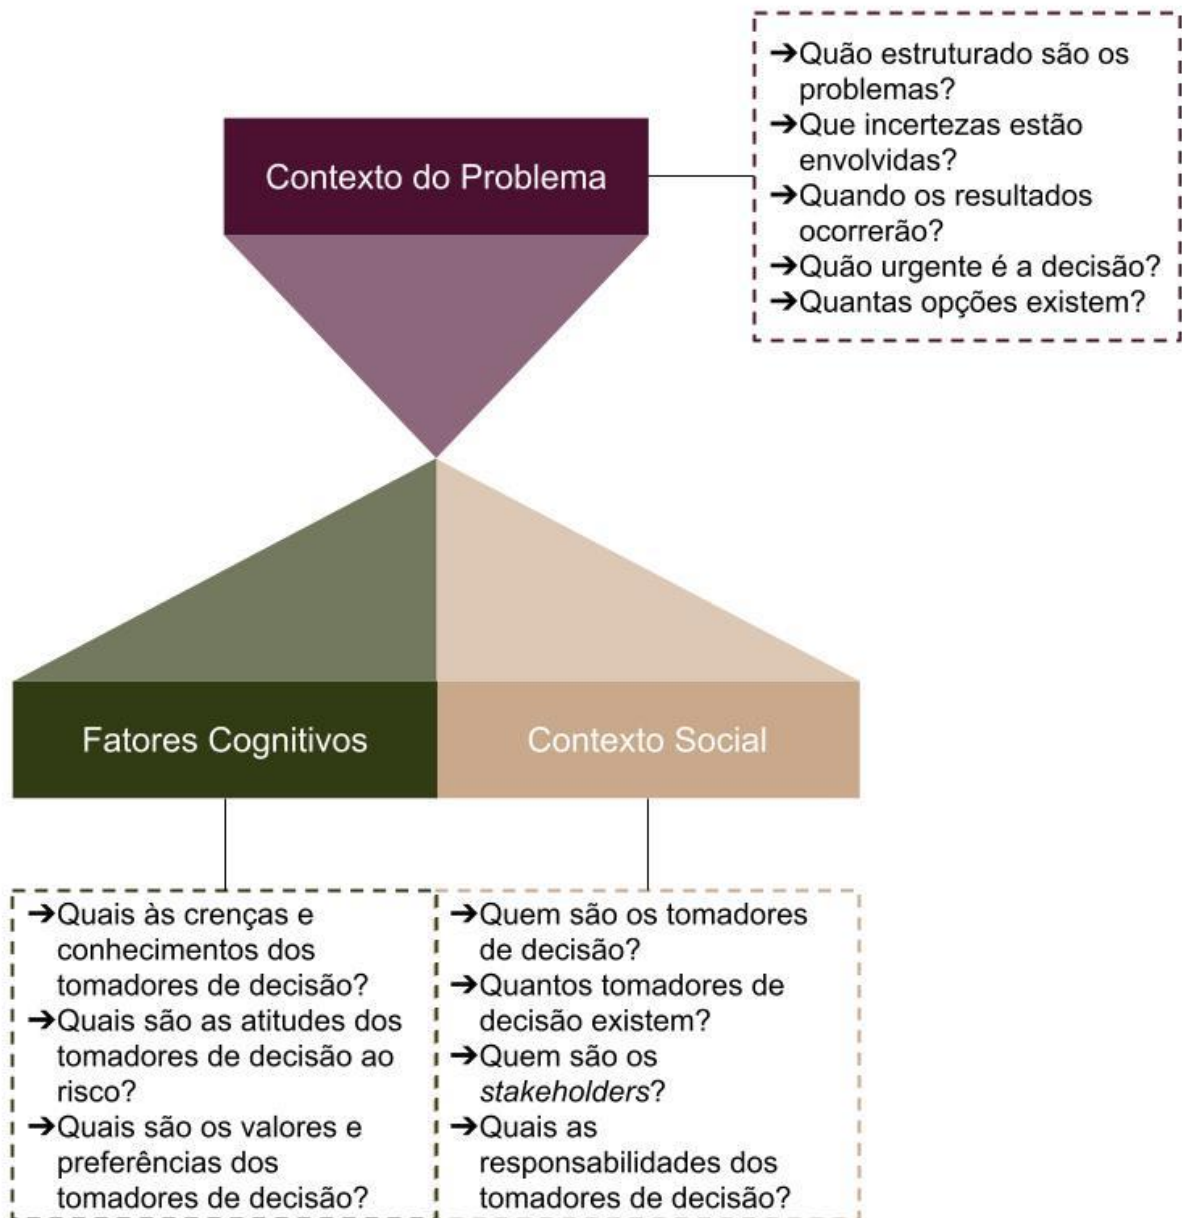 ➔Quão estruturado são os
problemas?
➔Que incertezas estão
envolvidas?
➔Quando os resultados
ocorrerão?
➔Quão urgente é a decisão?
➔Quantas opções existem?
Contexto do Problema
Fatores Cognitivos
Contexto Social
➔Quais às crenças e
conhecimentos dos
tomadores de decisão?
➔Quais são as atitudes dos
tomadores de decisão ao
risco?
➔Quais são os valores e
preferências dos
tomadores de decisão?
➔Quem são os tomadores
de decisão?
➔Quantos tomadores de
decisão existem?
➔Quem são os
stakeholders?
➔Quais as
responsabilidades dos
tomadores de decisão?